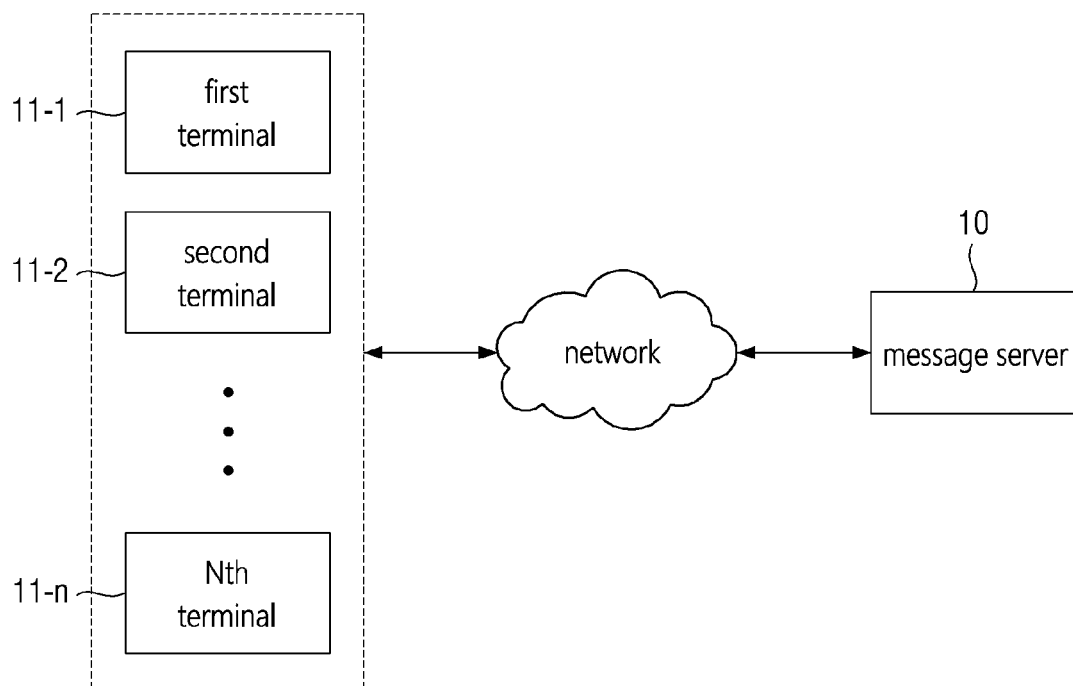 11-1
first
terminal
11-2
second
terminal
11-n
Nth
terminal
network
10
message server